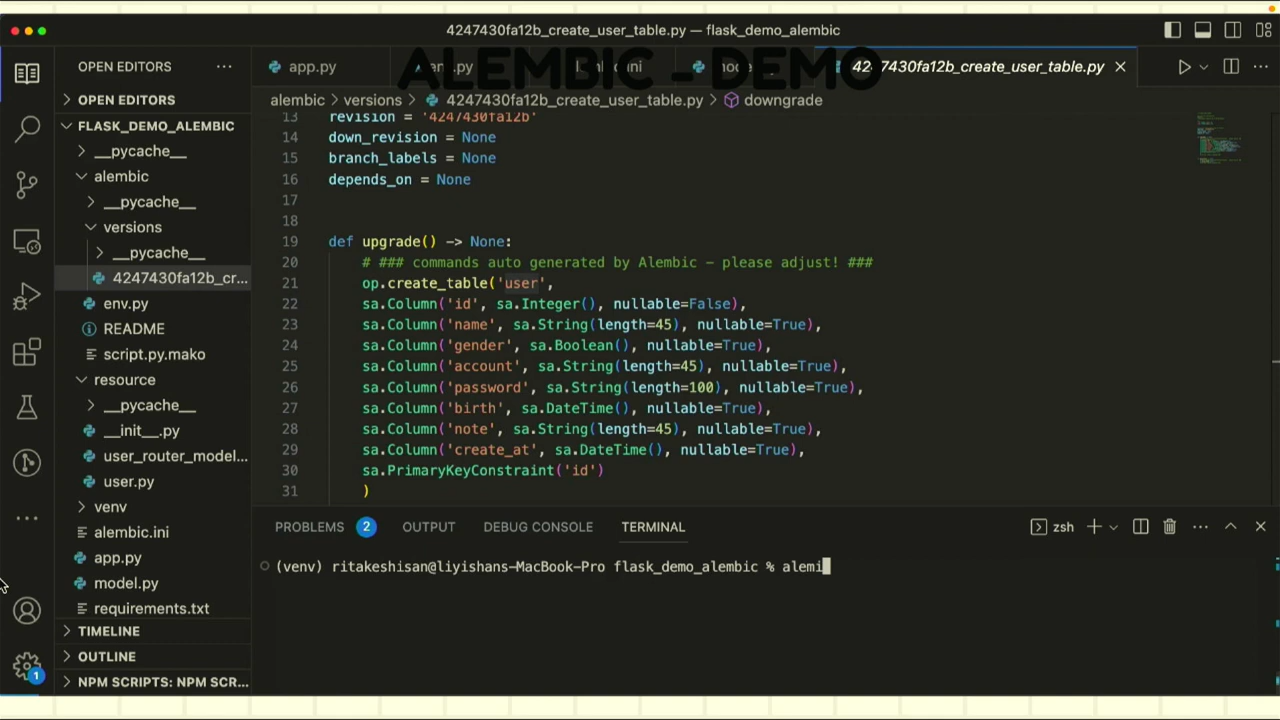 4247430fa12b_create_user_table.py — flask_demo_alembic
ALEMBIC - DEMO
OPEN EDITORS
app.py
4247430fa12b_create_user_table.py
alembic > versions > 4247430fa12b_create_user_table.py > downgrade
OPEN EDITORS
FLASK_DEMO_ALEMBIC
__pycache__
alembic
__pycache__
versions
__pycache__
4247430fa12b_cr...
env.py
README
script.py.mako
resource
__pycache__
__init__.py
user_router_model...
user.py
venv
alembic.ini
app.py
model.py
requirements.txt
TIMELINE
OUTLINE
NPM SCRIPTS: NPM SCR...
1
13 revision = '4247430fa12b'
14 down_revision = None
15 branch_labels = None
16 depends_on = None
17
18
19 def upgrade() -> None:
20 # ### commands auto generated by Alembic - please adjust! ###
21 op.create_table('user',
22 sa.Column('id', sa.Integer(), nullable=False),
23 sa.Column('name', sa.String(length=45), nullable=True),
24 sa.Column('gender', sa.Boolean(), nullable=True),
25 sa.Column('account', sa.String(length=45), nullable=True),
26 sa.Column('password', sa.String(length=100), nullable=True),
27 sa.Column('birth', sa.DateTime(), nullable=True),
28 sa.Column('note', sa.String(length=45), nullable=True),
29 sa.Column('create_at', sa.DateTime(), nullable=True),
30 sa.PrimaryKeyConstraint('id')
31 )
PROBLEMS 2 OUTPUT DEBUG CONSOLE TERMINAL
zsh
(venv) ritakeshisan@liyishans-MacBook-Pro flask_demo_alembic % alemi